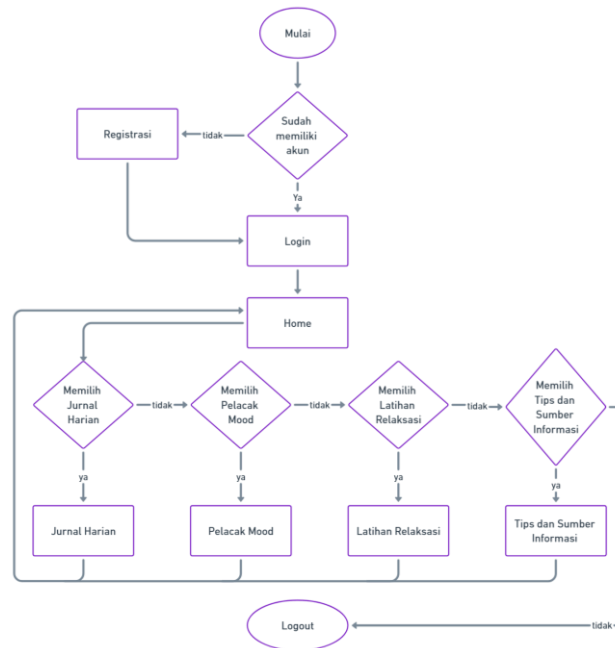 Mulai
Sudah
memiliki
akun
tidak
Registrasi
Ya
Login
Home
Memilih
Jurnal
Harian
tidak
Memilih
Pelacak
Mood
tidak
Memilih
Latihan
Relaksasi
tidak
Memilih
Tips dan
Sumber
Informasi
ya
ya
ya
ya
Jurnal Harian
Pelacak Mood
Latihan Relaksasi
Tips dan Sumber
Informasi
Logout
tidak